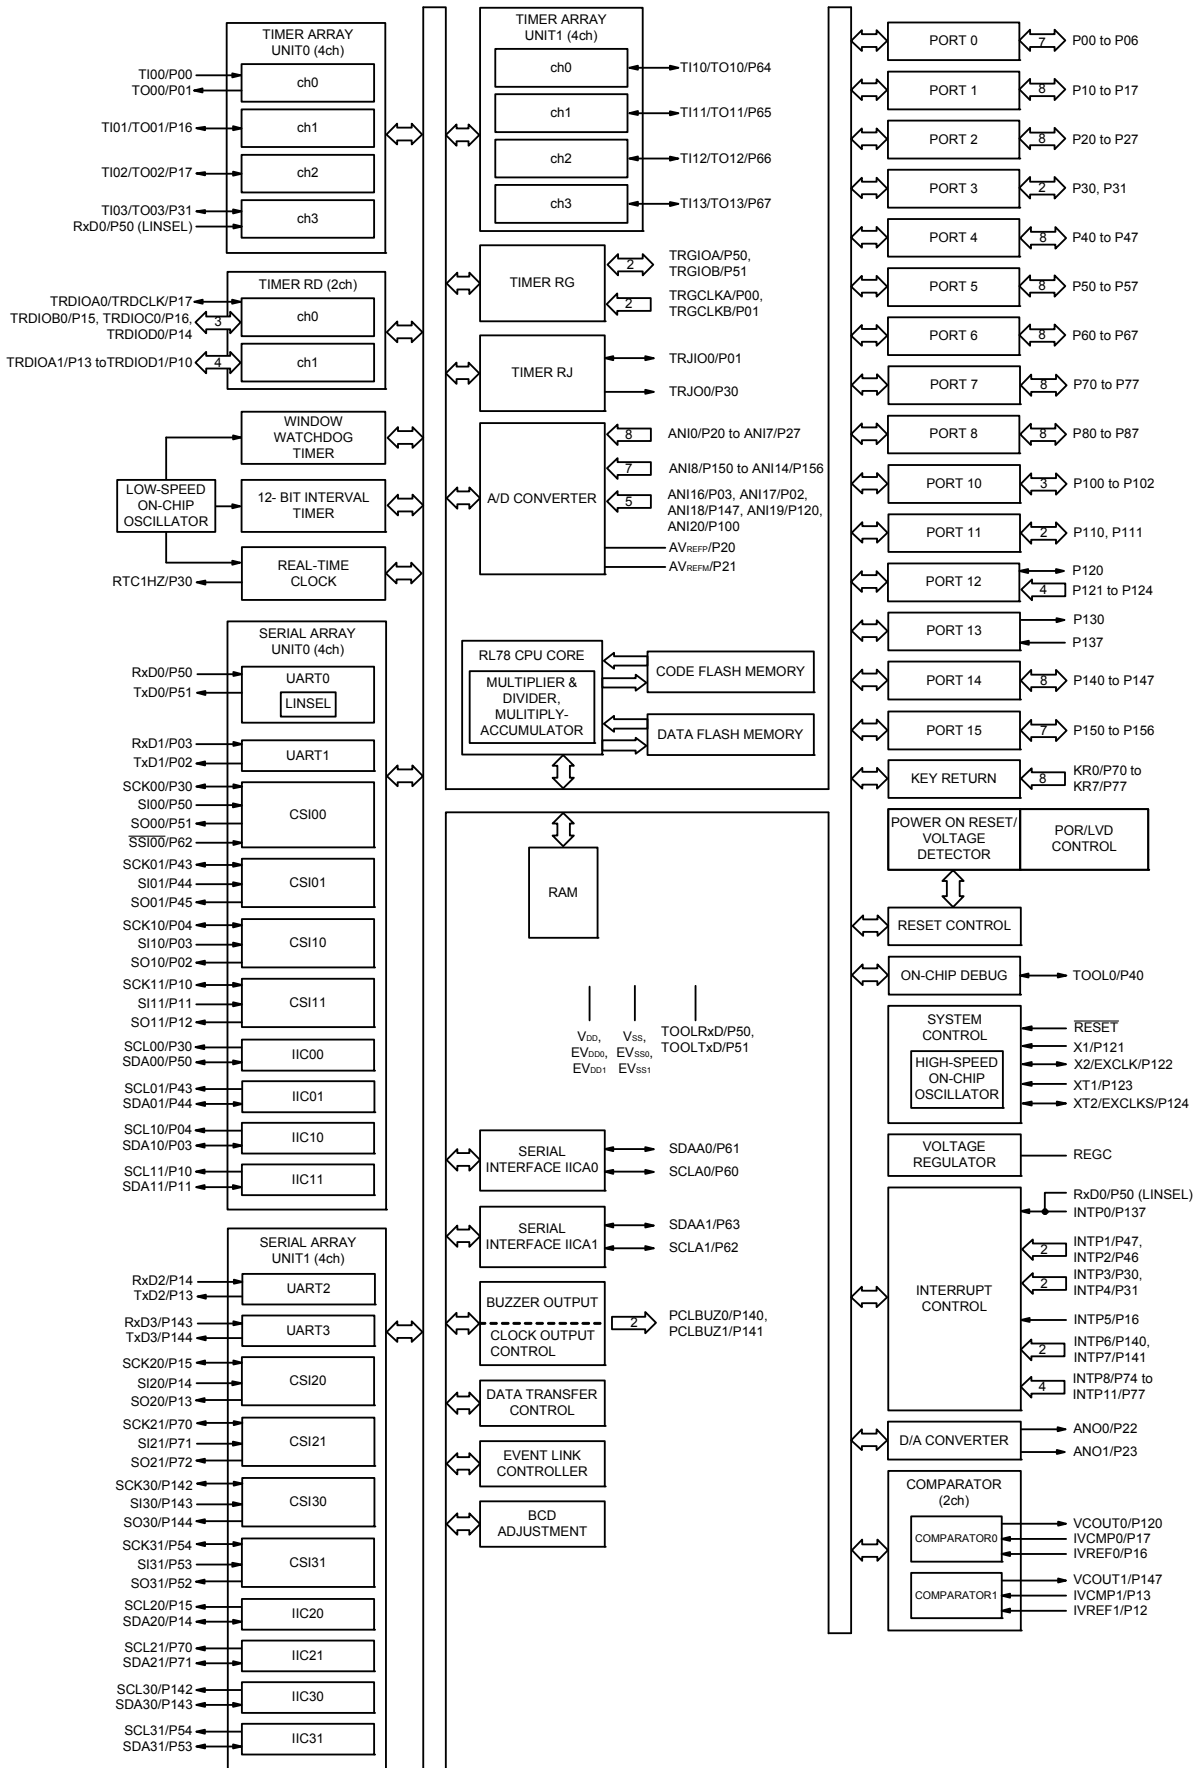 TIMER ARRAY
UNIT0 (4ch)
TI00/P00
TO00/P01
ch0
TI01/TO01/P16
ch1
TI02/TO02/P17
ch2
TI03/TO03/P31
RxD0/P50 (LINSEL)
ch3
TIMER RD (2ch)
TRDIOA0/TRDCLK/P17
TRDIOB0/P15, TRDIOC0/P16,
TRDIOD0/P14
3
ch0
TRDIOA1/P13 toTRDIOD1/P10
4
ch1
WINDOW
WATCHDOG
TIMER
LOW-SPEED
ON-CHIP
OSCILLATOR
12- BIT INTERVAL
TIMER
RTC1HZ/P30
REAL-TIME
CLOCK
SERIAL ARRAY
UNIT0 (4ch)
RxD0/P50
TxD0/P51
UART0
LINSEL
RxD1/P03
TxD1/P02
UART1
SCK00/P30
SI00/P50
SO00/P51
SSI00/P62
CSI00
SCK01/P43
SI01/P44
SO01/P45
CSI01
SCK10/P04
SI10/P03
SO10/P02
CSI10
SCK11/P10
SI11/P11
SO11/P12
CSI11
SCL00/P30
SDA00/P50
IIC00
SCL01/P43
SDA01/P44
IIC01
SCL10/P04
SDA10/P03
IIC10
SCL11/P10
SDA11/P11
IIC11
SERIAL ARRAY
UNIT1 (4ch)
RxD2/P14
TxD2/P13
UART2
RxD3/P143
TxD3/P144
UART3
SCK20/P15
SI20/P14
SO20/P13
CSI20
SCK21/P70
SI21/P71
SO21/P72
CSI21
SCK30/P142
SI30/P143
SO30/P144
CSI30
SCK31/P54
SI31/P53
SO31/P52
CSI31
SCL20/P15
SDA20/P14
IIC20
SCL21/P70
SDA21/P71
IIC21
SCL30/P142
SDA30/P143
IIC30
SCL31/P54
SDA31/P53
IIC31
TIMER ARRAY
UNIT1 (4ch)
ch0
TI10/TO10/P64
ch1
TI11/TO11/P65
ch2
TI12/TO12/P66
ch3
TI13/TO13/P67
TIMER RG
2
TRGIOA/P50,
TRGIOB/P51
2
TRGCLKA/P00,
TRGCLKB/P01
TIMER RJ
TRJIO0/P01
TRJO0/P30
A/D CONVERTER
8
ANI0/P20 to ANI7/P27
7
ANI8/P150 to ANI14/P156
5
ANI16/P03, ANI17/P02,
ANI18/P147, ANI19/P120,
ANI20/P100
AVREFP/P20
AVREFM/P21
RL78 CPU CORE
MULTIPLIER &
DIVIDER,
MULITIPLY-
ACCUMULATOR
CODE FLASH MEMORY
DATA FLASH MEMORY
RAM
VDD,
EVDD0,
EVDD1
VSS,
EVSS0,
EVSS1
TOOLRxD/P50,
TOOLTxD/P51
SERIAL
INTERFACE IICA0
SDAA0/P61
SCLA0/P60
SERIAL
INTERFACE IICA1
SDAA1/P63
SCLA1/P62
BUZZER OUTPUT
CLOCK OUTPUT
CONTROL
2
PCLBUZ0/P140,
PCLBUZ1/P141
DATA TRANSFER
CONTROL
EVENT LINK
CONTROLLER
BCD
ADJUSTMENT
PORT 0
7
P00 to P06
PORT 1
8
P10 to P17
PORT 2
8
P20 to P27
PORT 3
2
P30, P31
PORT 4
8
P40 to P47
PORT 5
8
P50 to P57
PORT 6
8
P60 to P67
PORT 7
8
P70 to P77
PORT 8
8
P80 to P87
PORT 10
3
P100 to P102
PORT 11
2
P110, P111
PORT 12
P120
4
P121 to P124
PORT 13
P130
P137
PORT 14
8
P140 to P147
PORT 15
7
P150 to P156
KEY RETURN
8
KR0/P70 to
KR7/P77
POWER ON RESET/
VOLTAGE
DETECTOR
POR/LVD
CONTROL
RESET CONTROL
ON-CHIP DEBUG
TOOL0/P40
SYSTEM
CONTROL
HIGH-SPEED
ON-CHIP
OSCILLATOR
RESET
X1/P121
X2/EXCLK/P122
XT1/P123
XT2/EXCLKS/P124
VOLTAGE
REGULATOR
REGC
INTERRUPT
CONTROL
RxD0/P50 (LINSEL)
INTP0/P137
2
INTP1/P47,
INTP2/P46
2
INTP3/P30,
INTP4/P31
INTP5/P16
2
INTP6/P140,
INTP7/P141
4
INTP8/P74 to
INTP11/P77
D/A CONVERTER
ANO0/P22
ANO1/P23
COMPARATOR
(2ch)
COMPARATOR0
VCOUT0/P120
IVCMP0/P17
IVREF0/P16
COMPARATOR1
VCOUT1/P147
IVCMP1/P13
IVREF1/P12